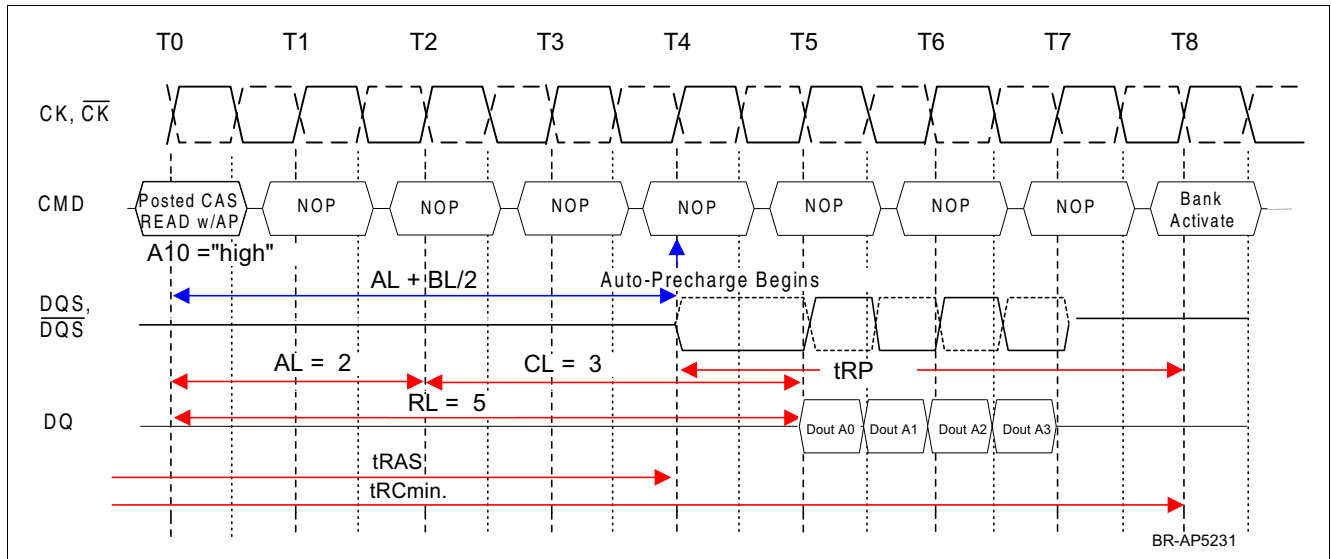 T0 T1 T2 T3 T4 T5 T6 T7 T8
CK, CK
CMD
Posted CAS
READ w/AP
NOP NOP NOP NOP NOP NOP NOP
Bank
Activate
A10 ="high"
AL + BL/2
Auto-Precharge Begins
DQS,
DQS
AL = 2
CL = 3
tRP
RL = 5
DQ
Dout A0 Dout A1 Dout A2 Dout A3
tRAS
tRCmin.
BR-AP5231